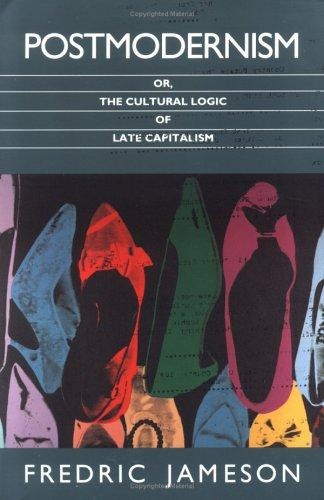 POSTMODERNISM
OR,
THE CULTURAL LOGIC
OF
LATE CAPITALISM
FREDRIC JAMESON